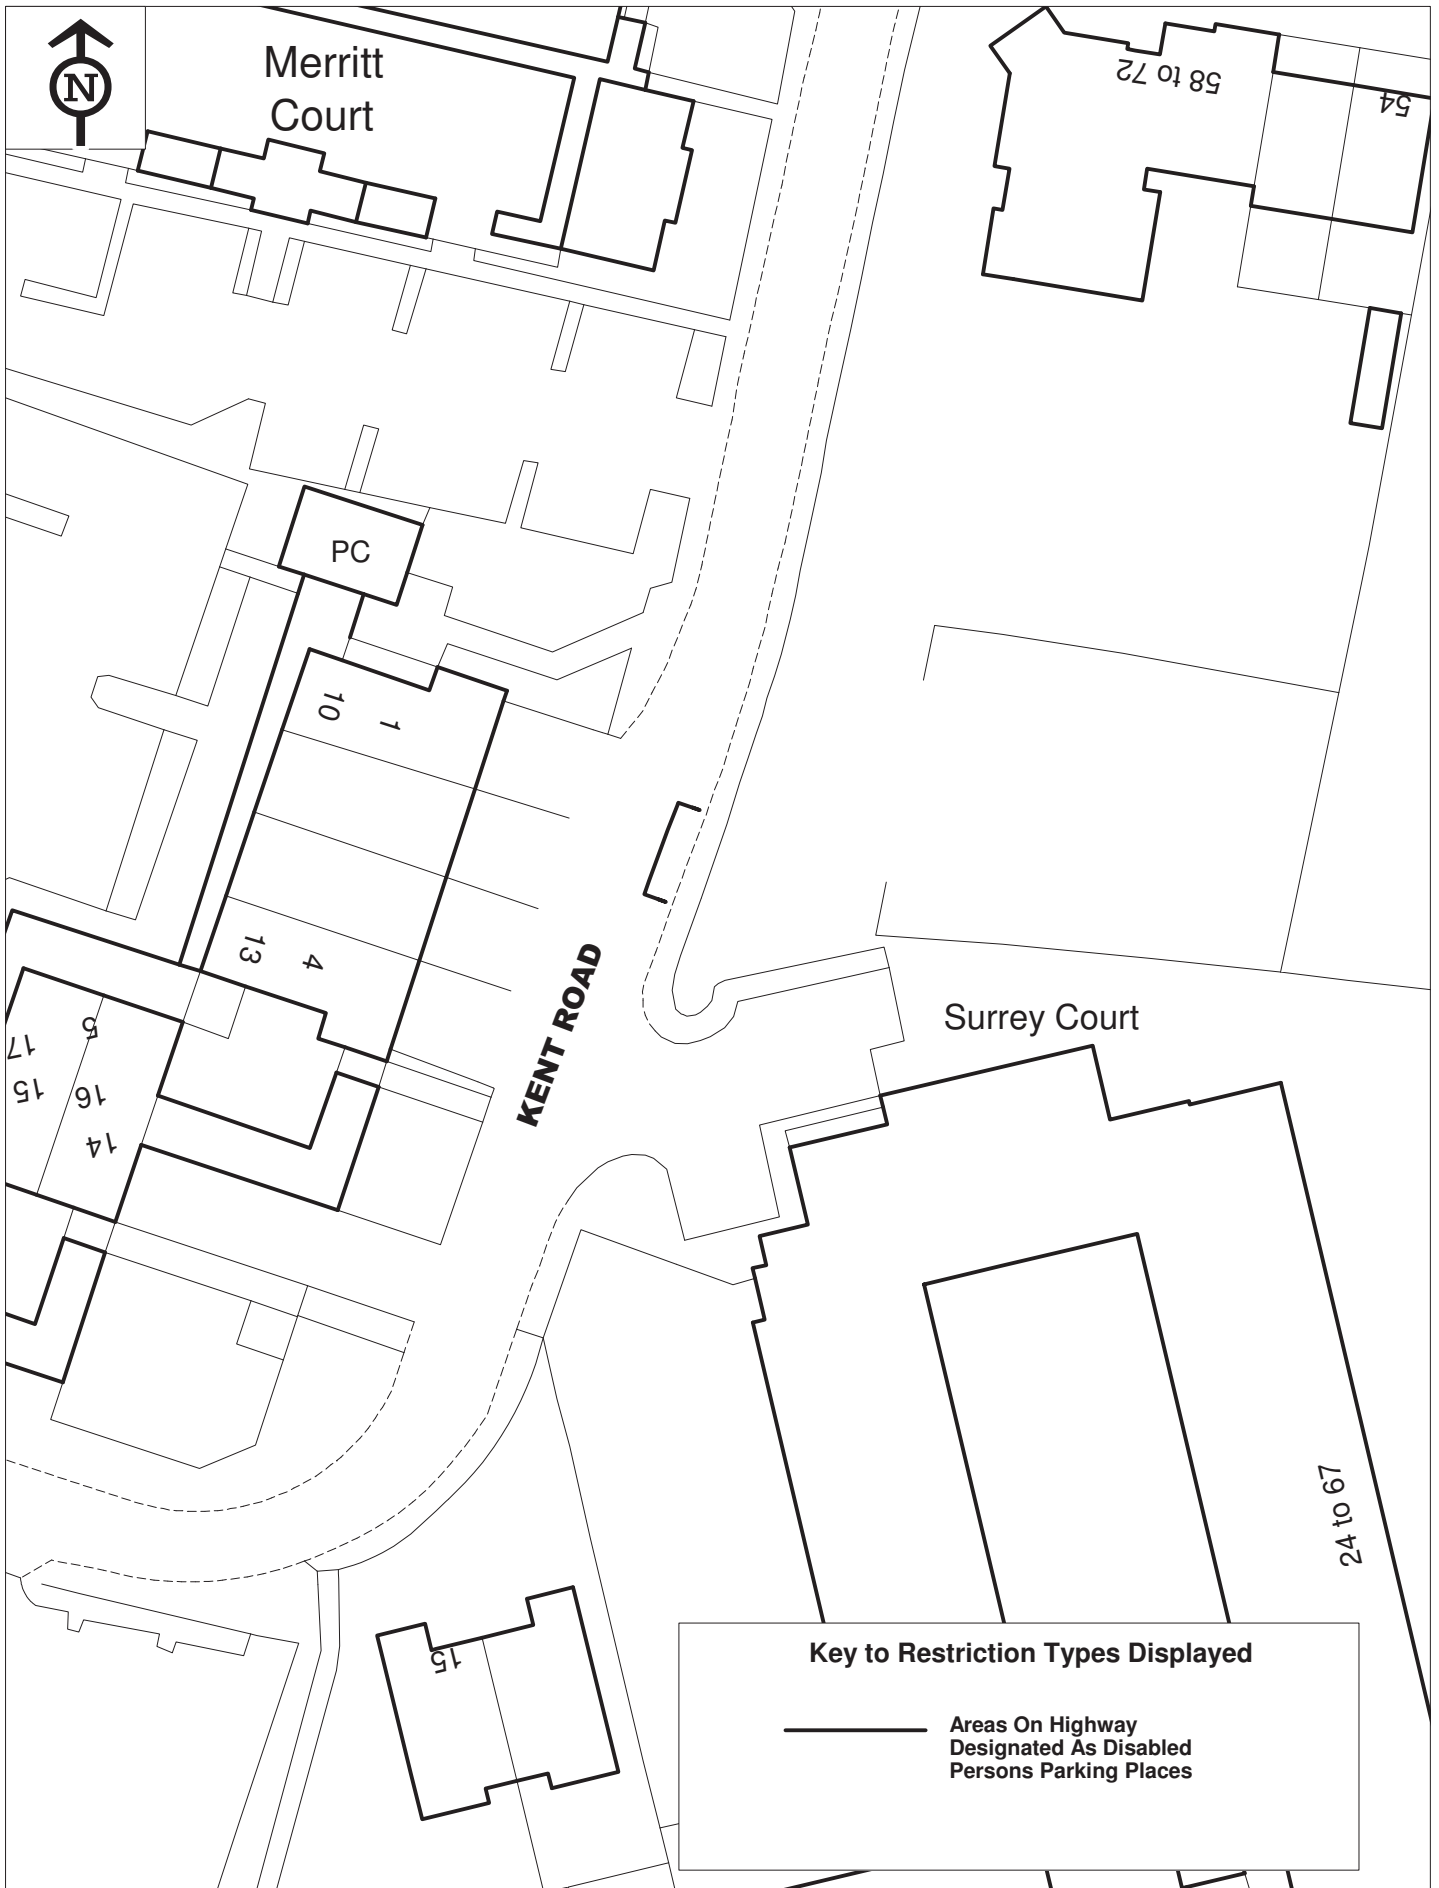 N
Merritt
Court
58 to 72
54
PC
10
1
13
4
KENT ROAD
Surrey Court
17
5
15
16
14
24 to 67
15
Key to Restriction Types Displayed
Areas On Highway
Designated As Disabled
Persons Parking Places